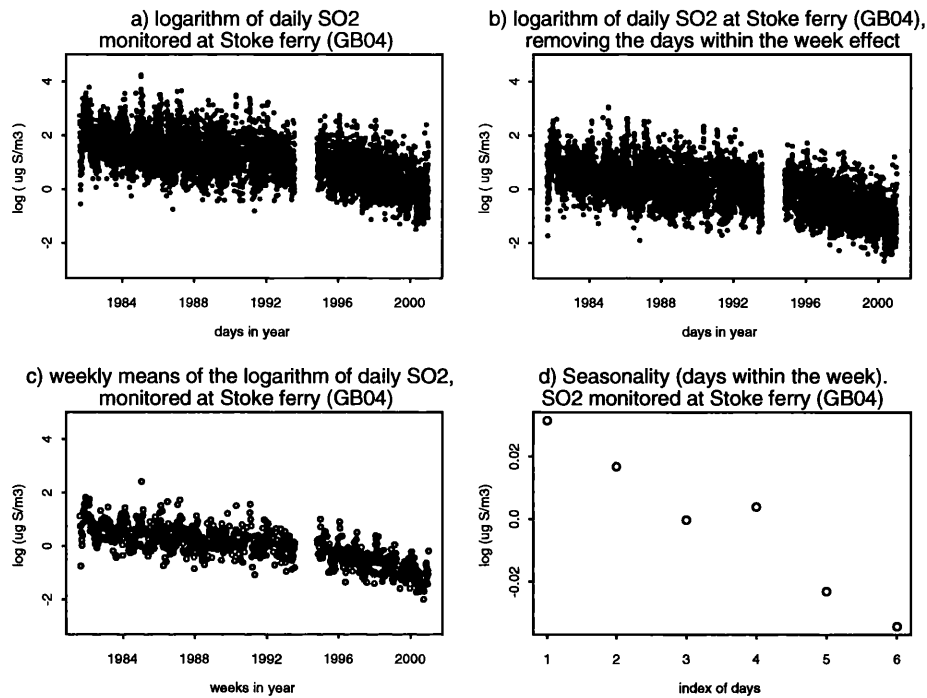 a) logarithm of daily SO2
monitored at Stoke ferry (GB04)
log ( ug S/m3 )
4
2
0
-2
1984 1988 1992 1996 2000
days in year
b) logarithm of daily SO2 at Stoke ferry (GB04),
removing the days within the week effect
log ( ug S/m3 )
4
2
0
-2
1984 1988 1992 1996 2000
days in year
c) weekly means of the logarithm of daily SO2,
monitored at Stoke ferry (GB04)
log (ug S/m3)
4
2
0
-2
1984 1988 1992 1996 2000
weeks in year
d) Seasonality (days within the week).
SO2 monitored at Stoke ferry (GB04)
log (ug S/m3)
0.02
0.0
-0.02
1 2 3 4 5 6
index of days